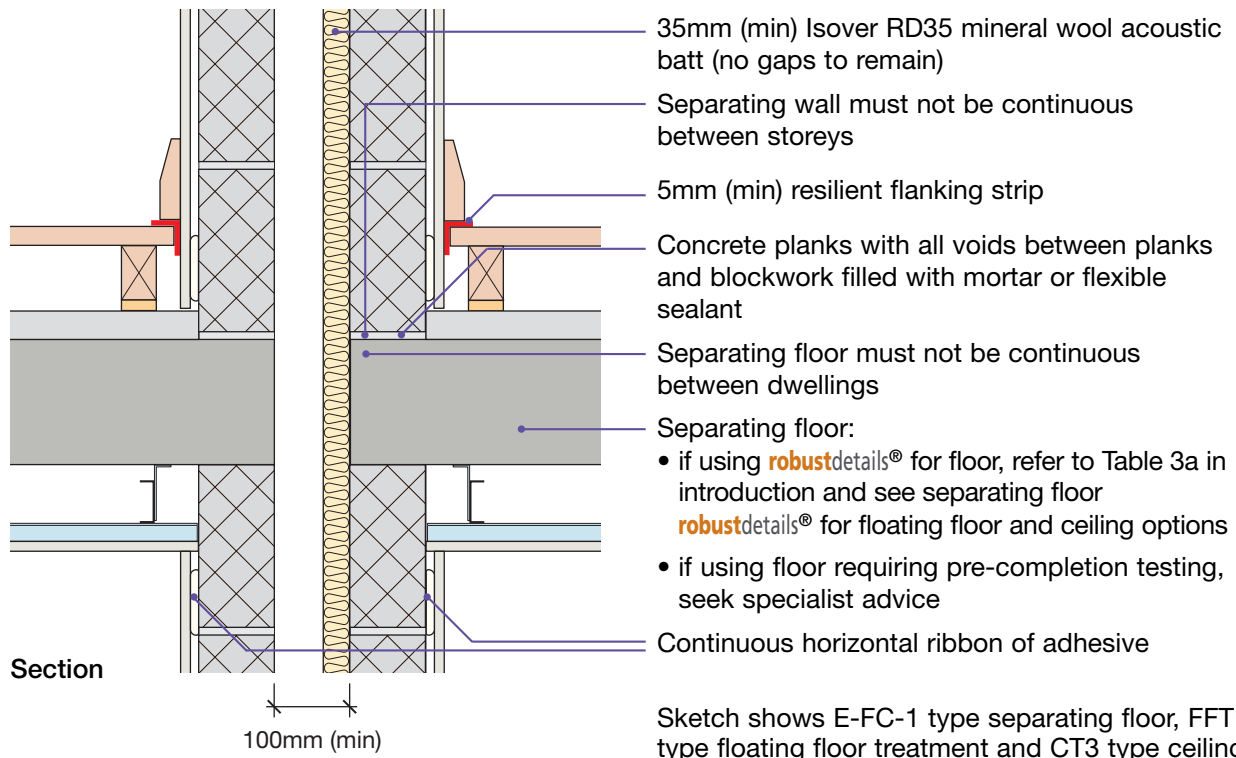 35mm (min) Isover RD35 mineral wool acoustic
batt (no gaps to remain)
Separating wall must not be continuous
between storeys
5mm (min) resilient flanking strip
Concrete planks with all voids between planks
and blockwork filled with mortar or flexible
sealant
Separating floor must not be continuous
between dwellings
Separating floor:
• if using robustdetails® for floor, refer to Table 3a in
introduction and see separating floor
robustdetails® for floating floor and ceiling options
• if using floor requiring pre-completion testing,
seek specialist advice
Continuous horizontal ribbon of adhesive
Section
100mm (min)
Sketch shows E-FC-1 type separating floor, FFT
type floating floor treatment and CT3 type ceiling